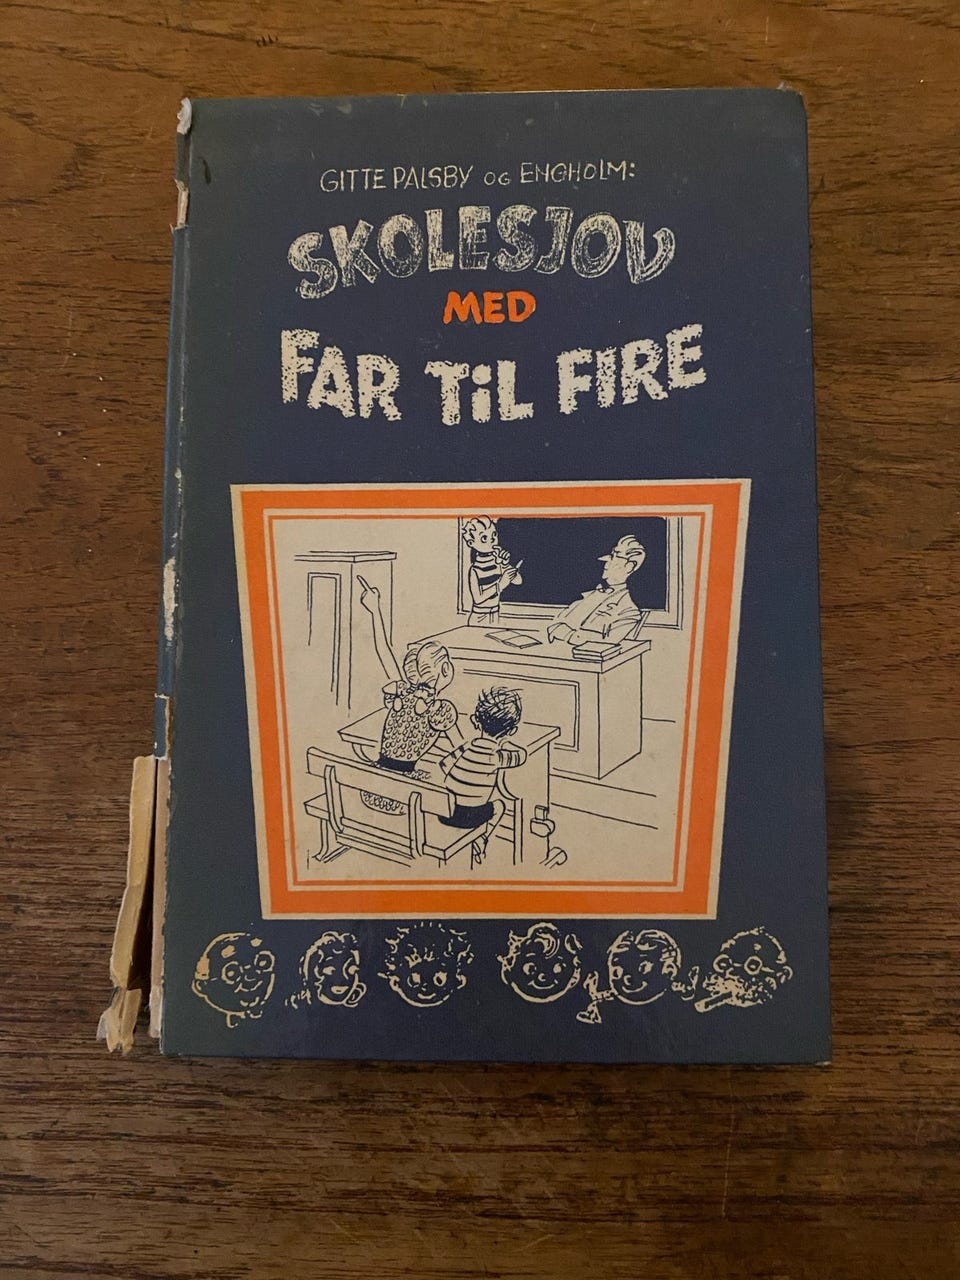 GITTE PALSBY OG ENGHOLM:
SKOLESJOV
MED
FAR TiL FIRE